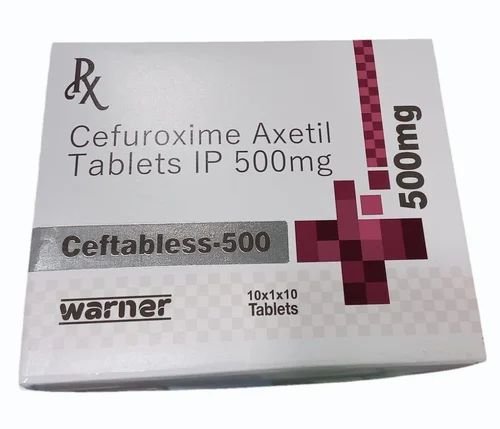 Rx
Cefuroxime Axetil
Tablets IP 500mg
500mg
Ceftabless-500
warner
10x1x10
Tablets